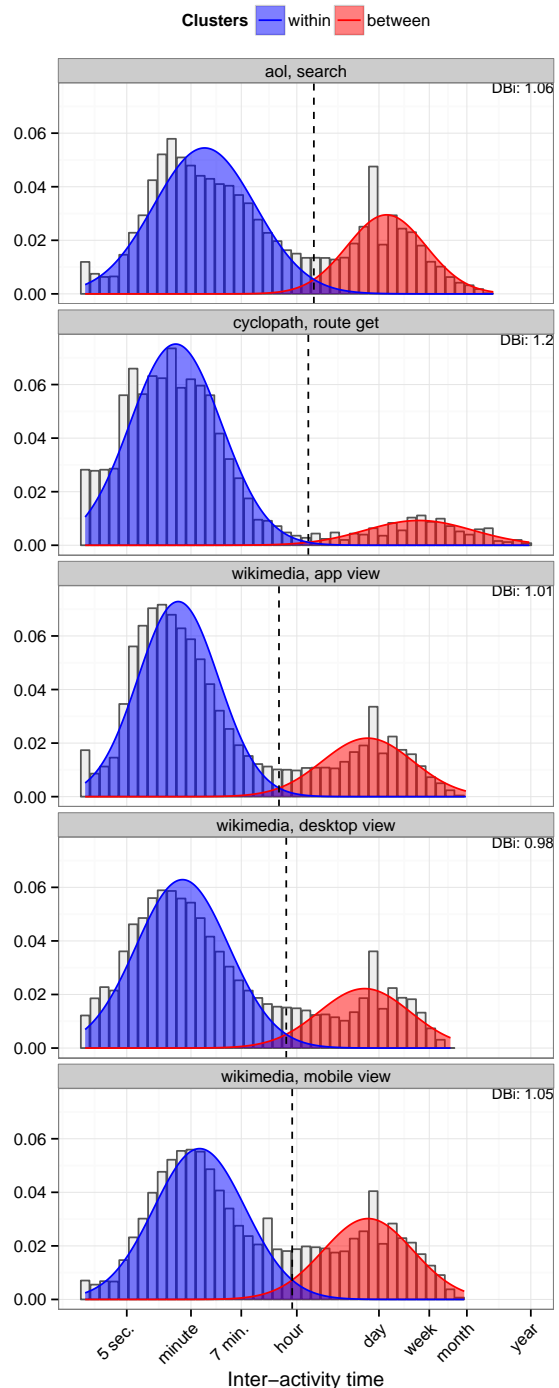 Clusters within between
aol, search
DBi: 1.06
0.06
0.04
0.02
0.00
cyclopath, route get
DBi: 1.2
0.06
0.04
0.02
0.00
wikimedia, app view
DBi: 1.01
0.06
0.04
0.02
0.00
wikimedia, desktop view
DBi: 0.98
0.06
0.04
0.02
0.00
wikimedia, mobile view
DBi: 1.05
0.06
0.04
0.02
0.00
5 sec. minute 7 min. hour day week month year
Inter−activity time